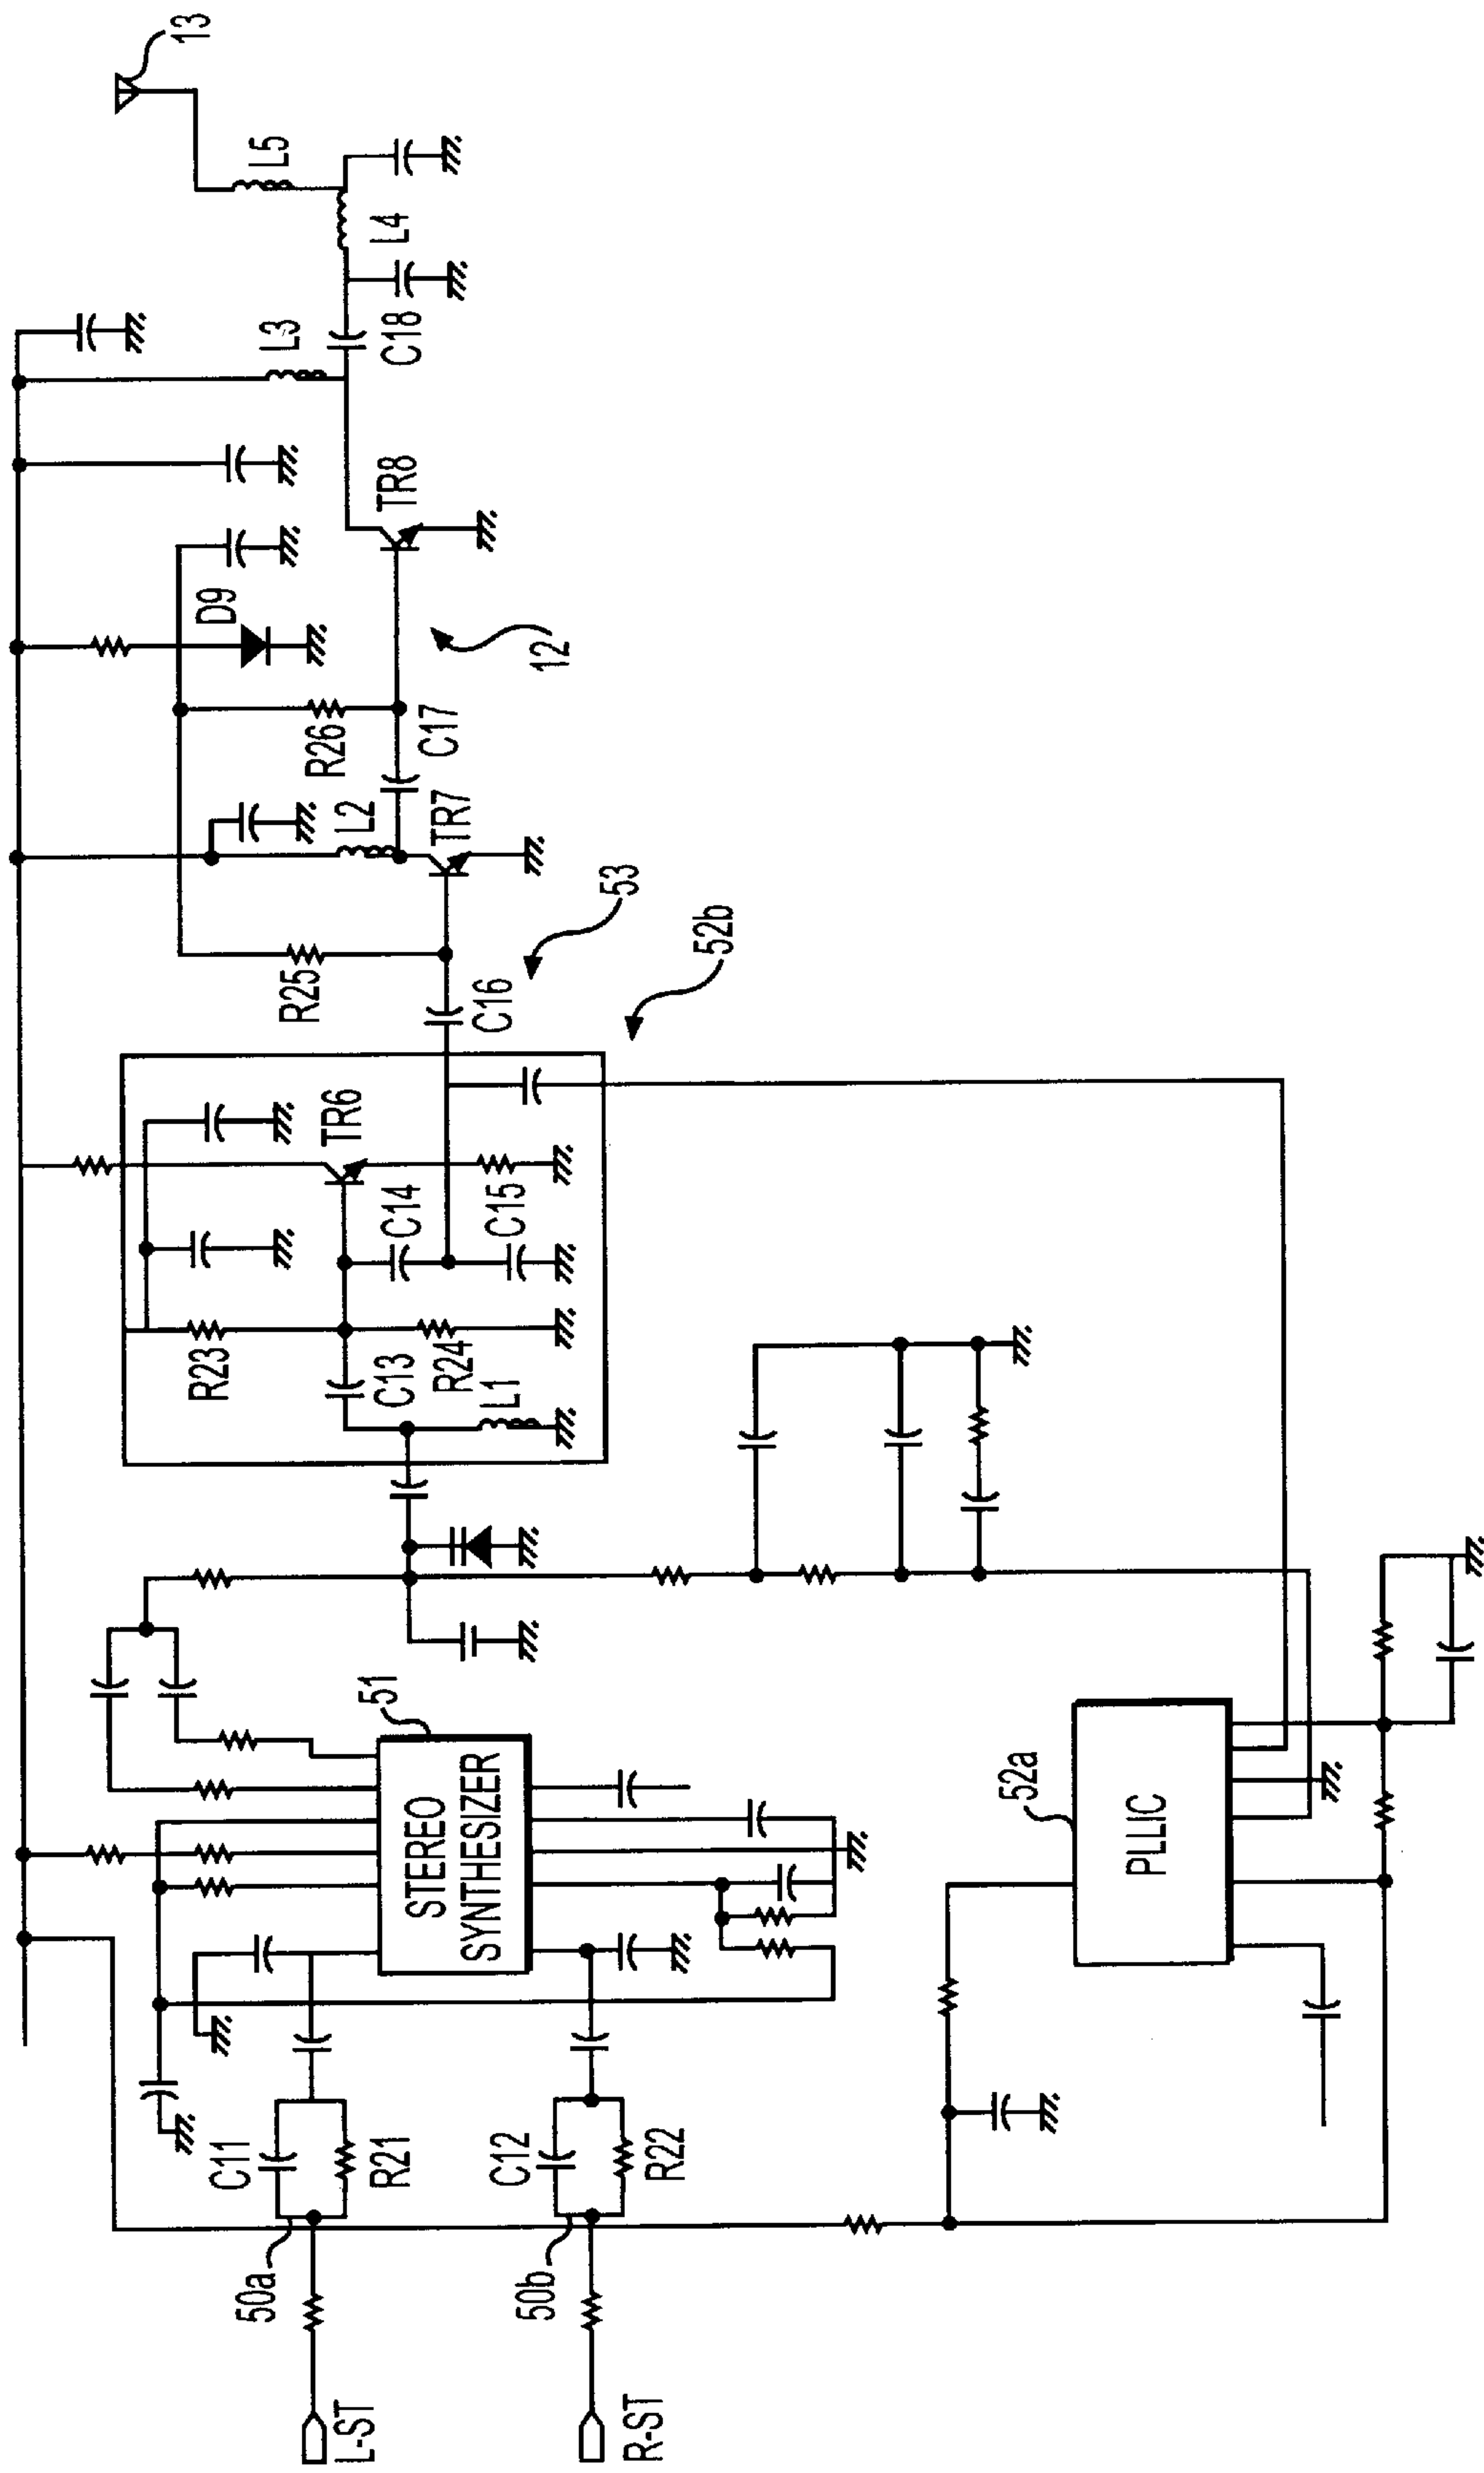 L-ST
R-ST
50a
50b
C11
R21
C12
R22
STEREO
SYNTHESIZER
51
PLLIC
52a
R23
C13
R24
L1
C14
C15
TR6
C16
52b
53
R25
L2
TR7
R26
C17
12
D9
TR8
L3
C18
L4
L5
13